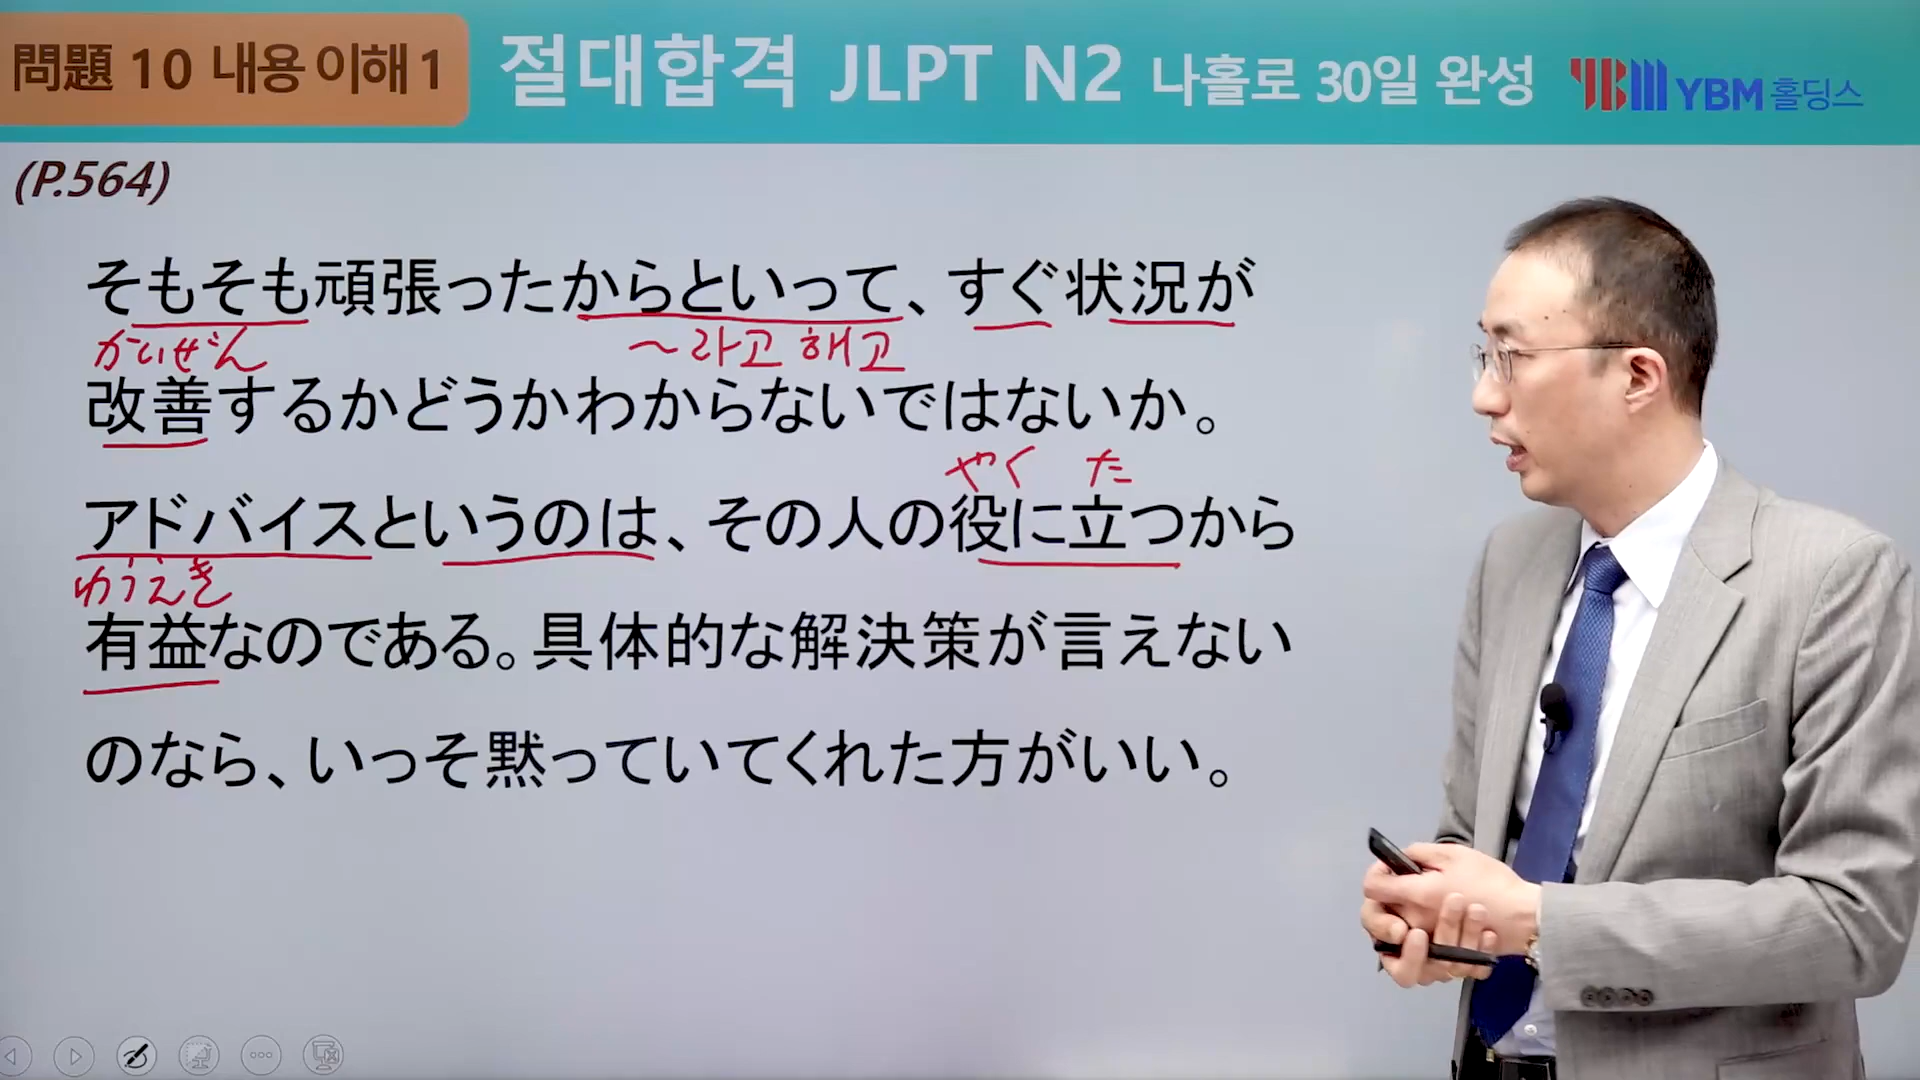 問題 10 내용 이해 1
절대합격 JLPT N2 나홀로 30일 완성
YBM YBM 홀딩스
(P.564)
そもそも頑張ったからといって、すぐ状況が
かいぜん ～라고 해고
改善するかどうかわからないではないか。
やく た
アドバイスというのは、その人の役に立つから
ゆうえき
有益なのである。具体的な解決策が言えない
のなら、いっそ黙っていてくれた方がいい。